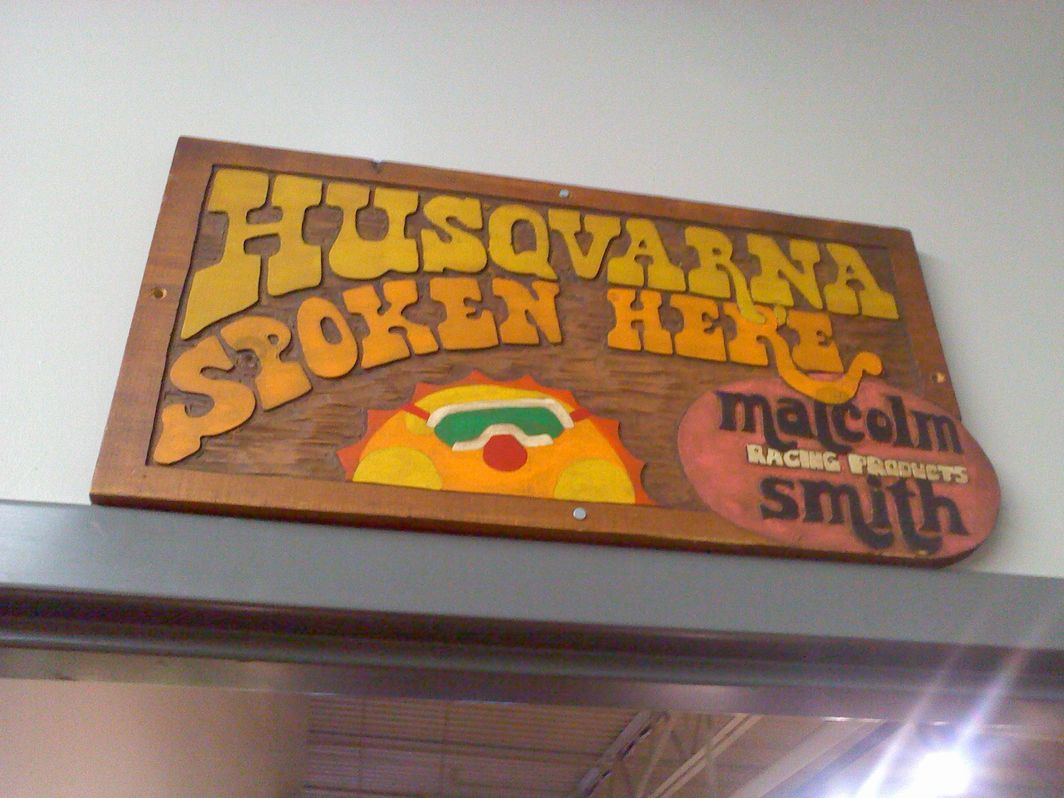 HUSQVARNA
SPOKEN HERE
malcolm
RACING PRODUCTS
smith